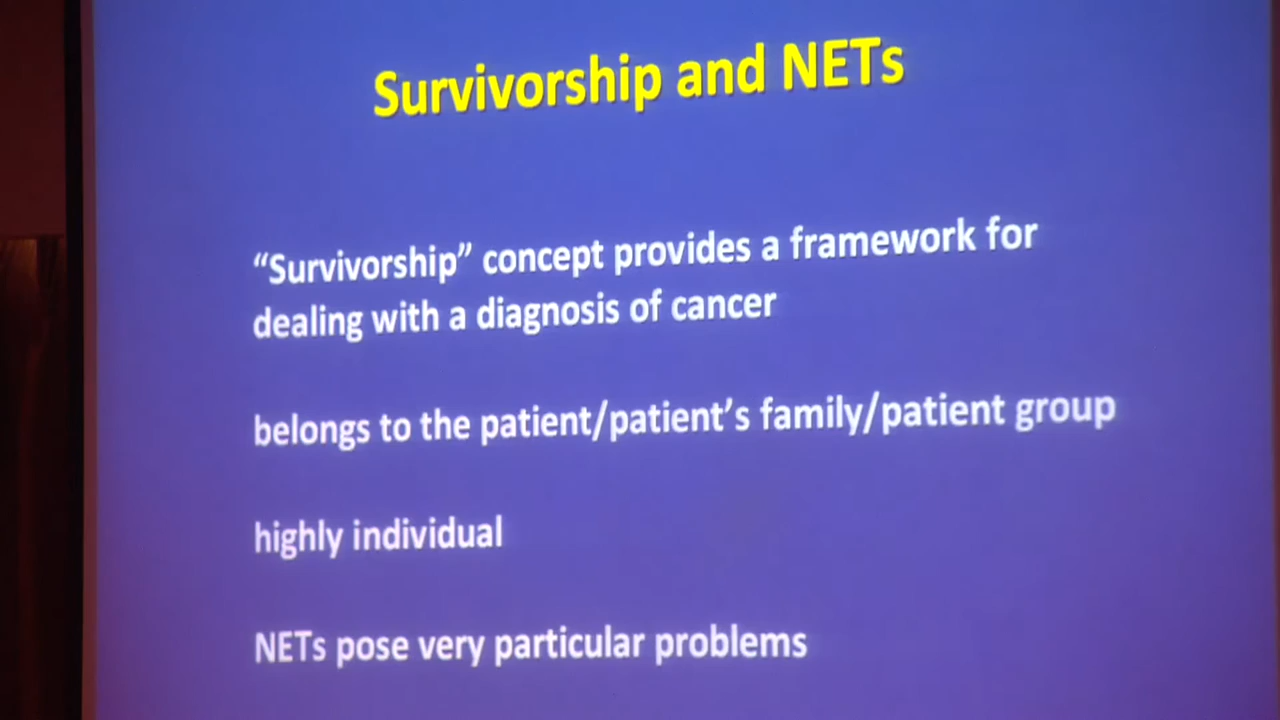 Survivorship and NETs
“Survivorship” concept provides a framework for
dealing with a diagnosis of cancer
belongs to the patient/patient’s family/patient group
highly individual
NETs pose very particular problems